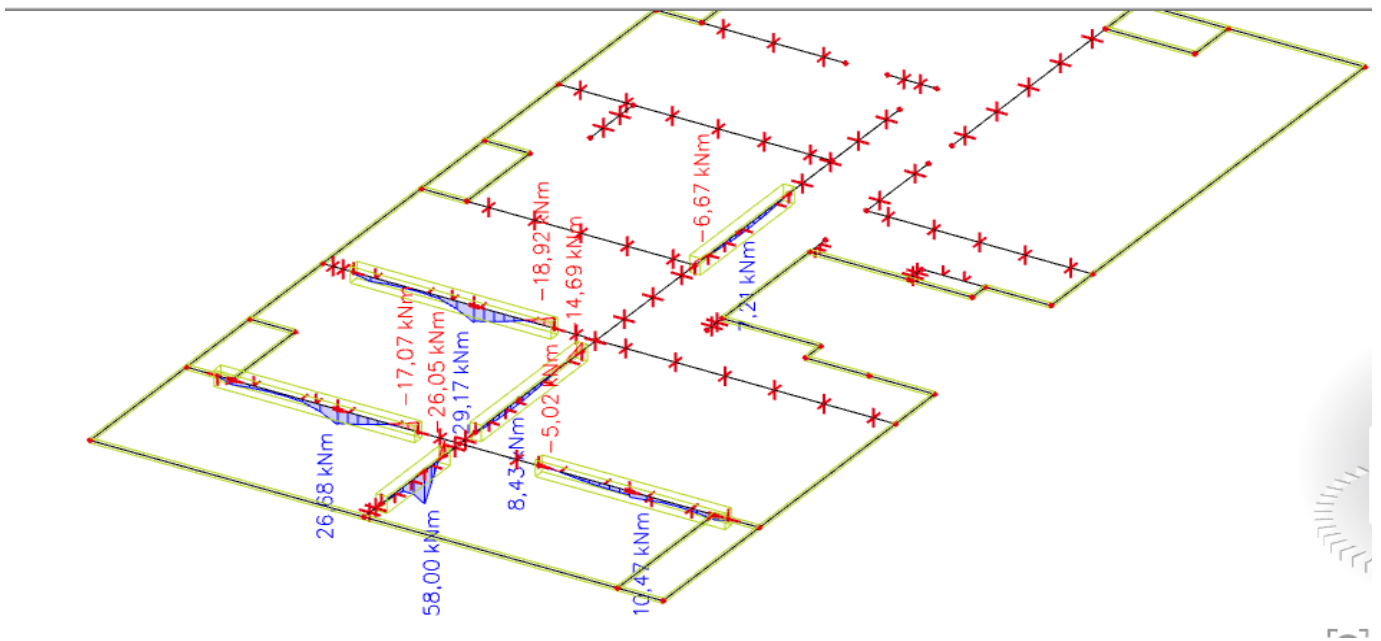 −6,67 kNm
7,21 kNm
−18,92 kNm
−14,69 kNm
−17,07 kNm
−26,05 kNm
29,17 kNm
−5,02 kNm
8,43 kNm
26,68 kNm
58,00 kNm
10,47 kNm